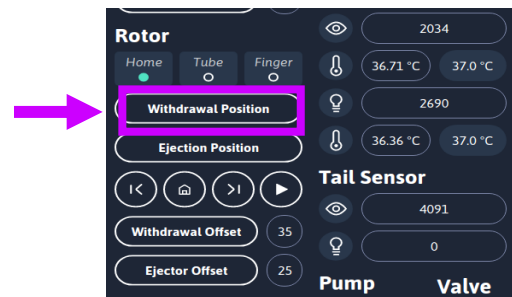 Rotor
Home Tube Finger
Withdrawal Position
Ejection Position
Withdrawal Offset 35
Ejector Offset 25
2034
36.71 °C 37.0 °C
2690
36.36 °C 37.0 °C
Tail Sensor
4091
0
Pump Valve